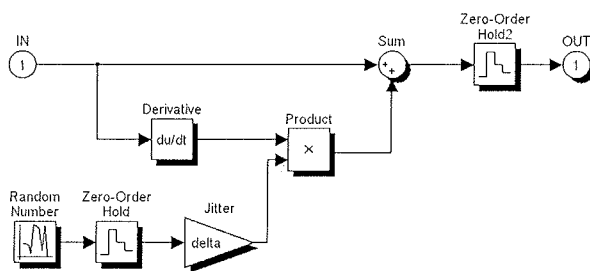 IN
1
Sum
+
+
Zero-Order
Hold2
OUT
1
Derivative
du/dt
Product
×
Random
Number
Zero-Order
Hold
Jitter
delta